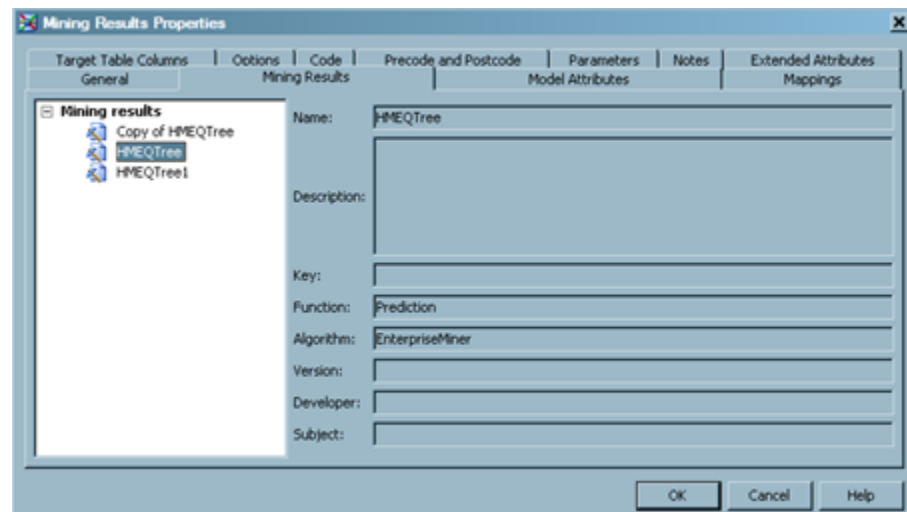 Mining Results Properties
Target Table Columns Options Code Precode and Postcode Parameters Notes Extended Attributes
General Mining Results Model Attributes Mappings
Mining results
Copy of HMEQTree
HMEQTree
HMEQTree1
Name: HMEQTree
Description:
Key:
Function: Prediction
Algorithm: EnterpriseMiner
Version:
Developer:
Subject:
OK Cancel Help